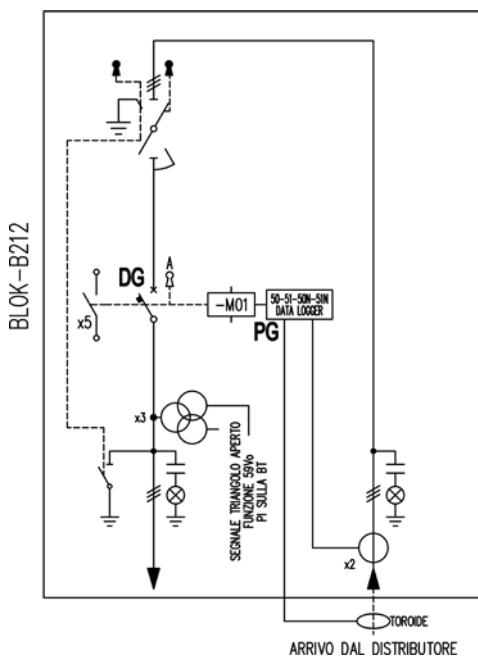 BLOK-B212
A
DG
x5
-M01
50-51-50N-51N
DATA LOGGER
PG
x3
SEGNALE TRIANGOLO APERTO
FUNZIONE 59Vo
PI SULLA BT
x2
TOROIDE
ARRIVO DAL DISTRIBUTORE